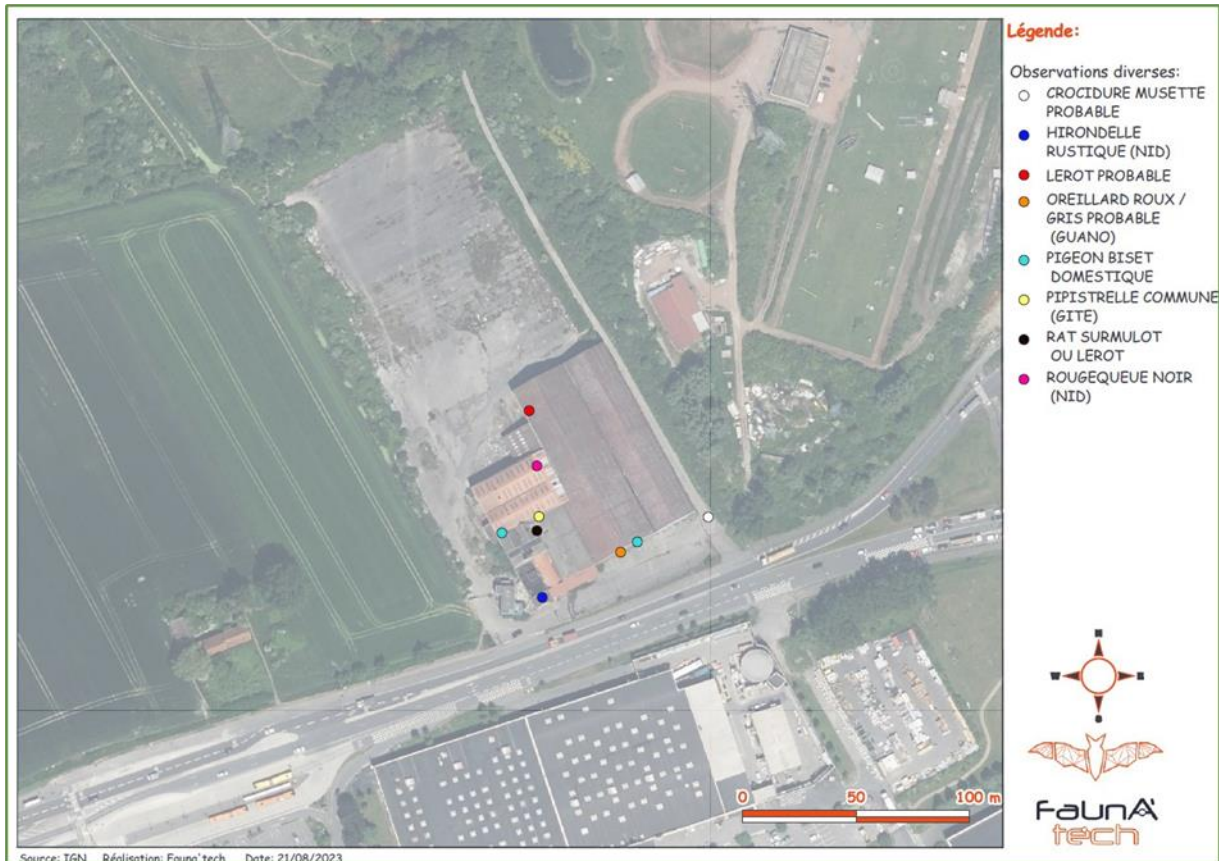 Légende:
Observations diverses:
CROCIDURE MUSETTE
PROBABLE
HIRONDELLE
RUSTIQUE (NID)
LEROT PROBABLE
OREILLARD ROUX /
GRIS PROBABLE
(GUANO)
PIGEON BISET
DOMESTIQUE
PIPISTRELLE COMMUNE
(GITE)
RAT SURMULOT
OU LEROT
ROUGEQUEUE NOIR
(NID)
N
W E
S
0 50 100 m
FaunA'
tech
Source: IGN Réalisation: Fauna'tech Date: 21/08/2023